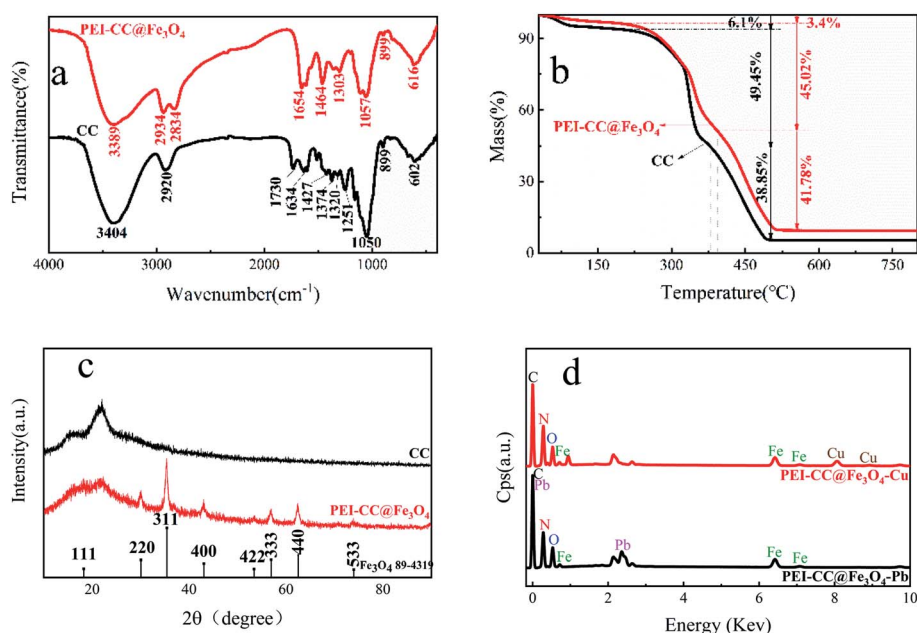 a
PEI-CC@Fe₃O₄
CC
3389
2934
2834
1654
1464
1303
1057
899
616
3404
2920
1730
1634
1427
1374
1320
1251
1050
899
602
Transmittance(%)
4000 3000 2000 1000
Wavenumber(cm⁻¹)
b
6.1%
3.4%
49.45%
45.02%
38.85%
41.78%
PEI-CC@Fe₃O₄
CC
Mass(%)
90
60
30
0
150 300 450 600 750
Temperature(℃)
c
CC
PEI-CC@Fe₃O₄
111
220
311
400
422
333
440
533
Fe₃O₄ 89-4319
Intensity(a.u.)
20 40 60 80
2θ（degree）
d
C
N
O
Fe
Fe
Fe
Cu
Cu
PEI-CC@Fe₃O₄-Cu
C
Pb
N
O
Fe
Pb
Fe
Fe
PEI-CC@Fe₃O₄-Pb
Cps(a.u.)
0 2 4 6 8 10
Energy (Kev)